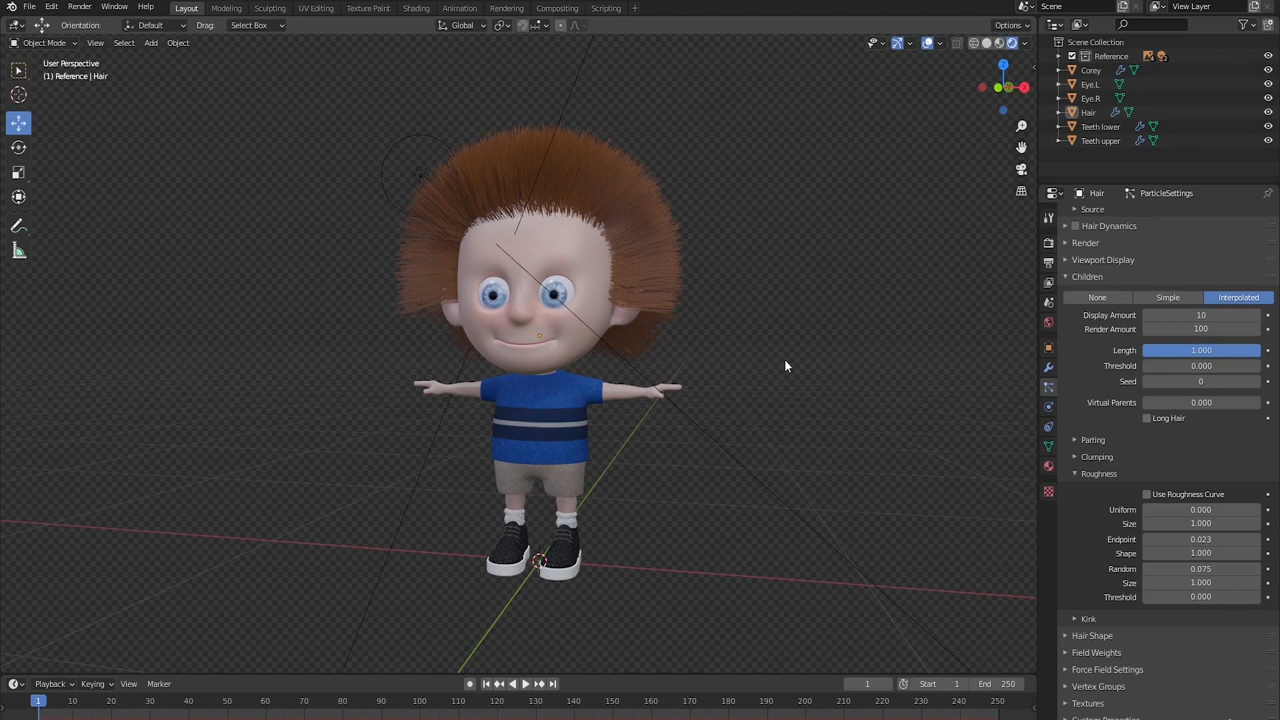 File Edit Render Window Help Layout Modeling Sculpting UV Editing Texture Paint Shading Animation Rendering Compositing Scripting + Scene View Layer
Orientation: Default Drag: Select Box Global Options
Object Mode View Select Add Object
User Perspective
(1) Reference | Hair
Z
Scene Collection
Reference
Corey
Eye.L
Eye.R
Hair
Teeth lower
Teeth upper
Hair ParticleSettings
Source
Hair Dynamics
Render
Viewport Display
Children
None Simple Interpolated
Display Amount 10
Render Amount 100
Length 1.000
Threshold 0.000
Seed 0
Virtual Parents 0.000
Long Hair
Parting
Clumping
Roughness
Use Roughness Curve
Uniform 0.000
Size 1.000
Endpoint 0.023
Shape 1.000
Random 0.075
Size 1.000
Threshold 0.000
Kink
Hair Shape
Field Weights
Force Field Settings
Vertex Groups
Textures
Playback Keying View Marker 1 Start 1 End 250
1 10 20 30 40 50 60 70 80 90 100 110 120 130 140 150 160 170 180 190 200 210 220 230 240 250